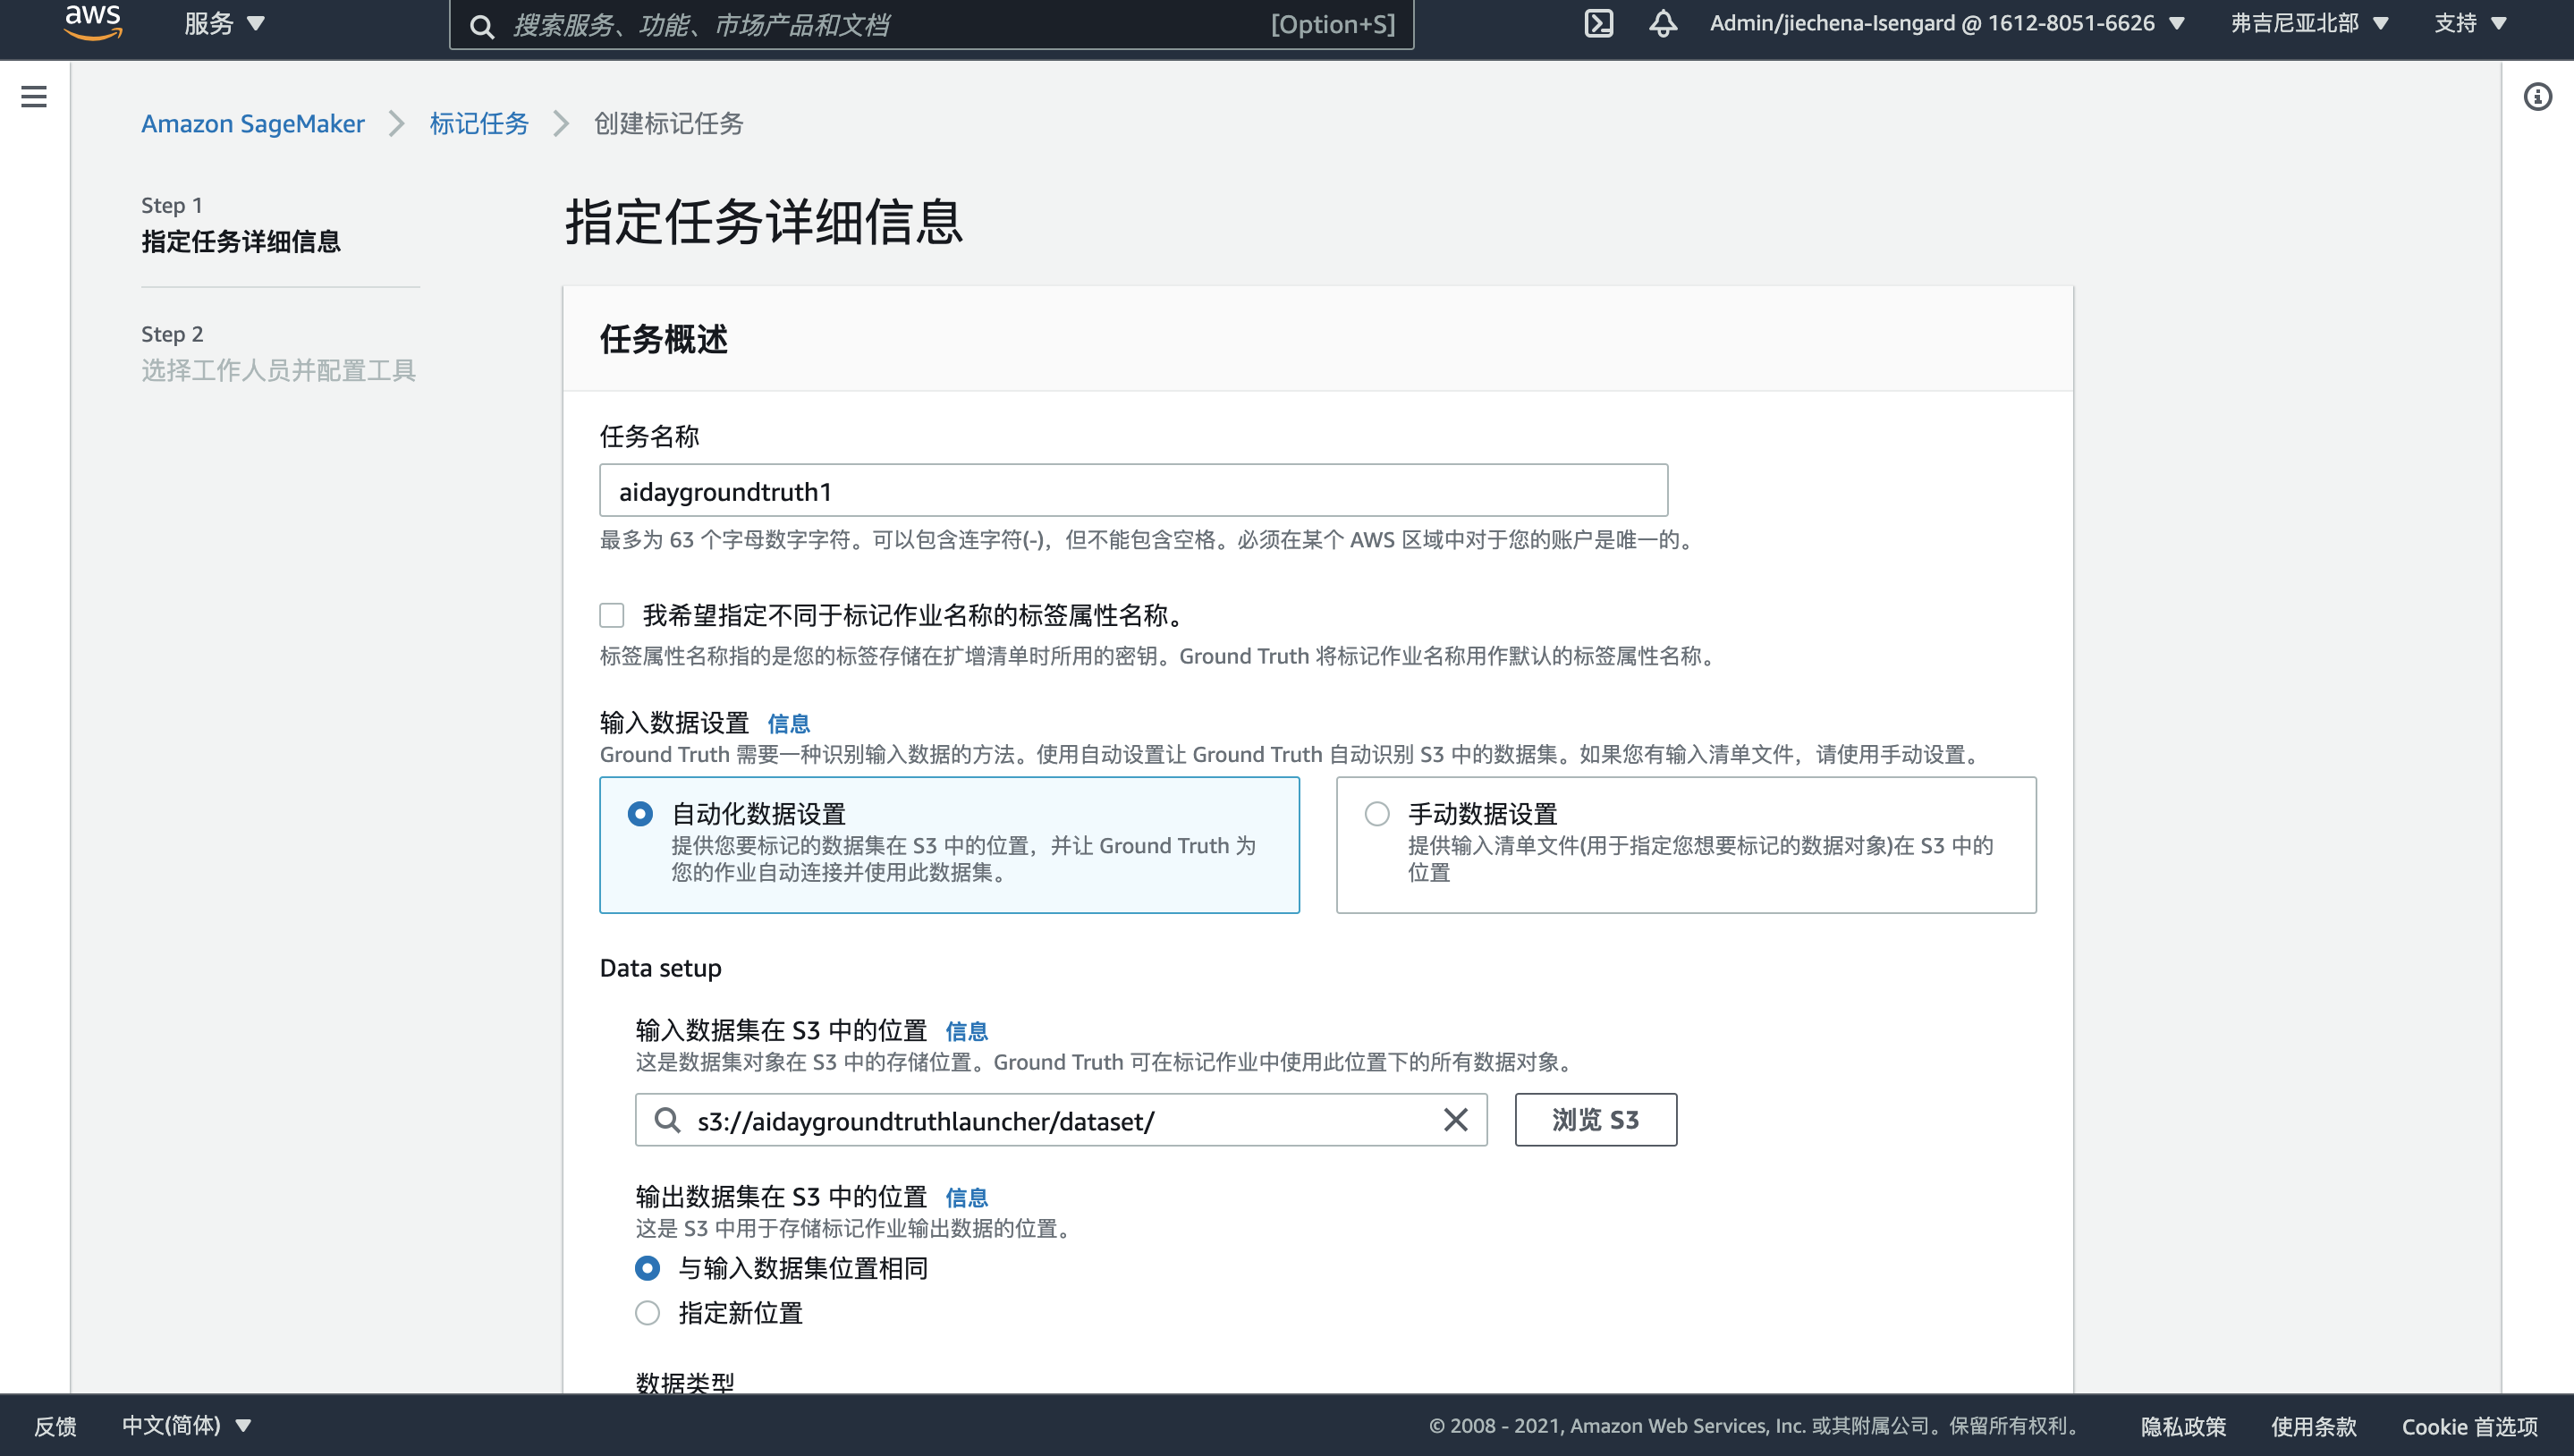 aws
服务
搜索服务、功能、市场产品和文档
[Option+S]
Admin/jiechena-Isengard @ 1612-8051-6626
弗吉尼亚北部
支持
Amazon SageMaker
标记任务
创建标记任务
Step 1
指定任务详细信息
Step 2
选择工作人员并配置工具
指定任务详细信息
任务概述
任务名称
aidaygroundtruth1
最多为 63 个字母数字字符。可以包含连字符(-)，但不能包含空格。必须在某个 AWS 区域中对于您的账户是唯一的。
我希望指定不同于标记作业名称的标签属性名称。
标签属性名称指的是您的标签存储在扩增清单时所用的密钥。Ground Truth 将标记作业名称用作默认的标签属性名称。
输入数据设置 信息
Ground Truth 需要一种识别输入数据的方法。使用自动设置让 Ground Truth 自动识别 S3 中的数据集。如果您有输入清单文件，请使用手动设置。
自动化数据设置
提供您要标记的数据集在 S3 中的位置，并让 Ground Truth 为
您的作业自动连接并使用此数据集。
手动数据设置
提供输入清单文件(用于指定您想要标记的数据对象)在 S3 中的
位置
Data setup
输入数据集在 S3 中的位置 信息
这是数据集对象在 S3 中的存储位置。Ground Truth 可在标记作业中使用此位置下的所有数据对象。
s3://aidaygroundtruthlauncher/dataset/
浏览 S3
输出数据集在 S3 中的位置 信息
这是 S3 中用于存储标记作业输出数据的位置。
与输入数据集位置相同
指定新位置
数据类型
反馈
中文(简体)
© 2008 - 2021, Amazon Web Services, Inc. 或其附属公司。保留所有权利。
隐私政策
使用条款
Cookie 首选项